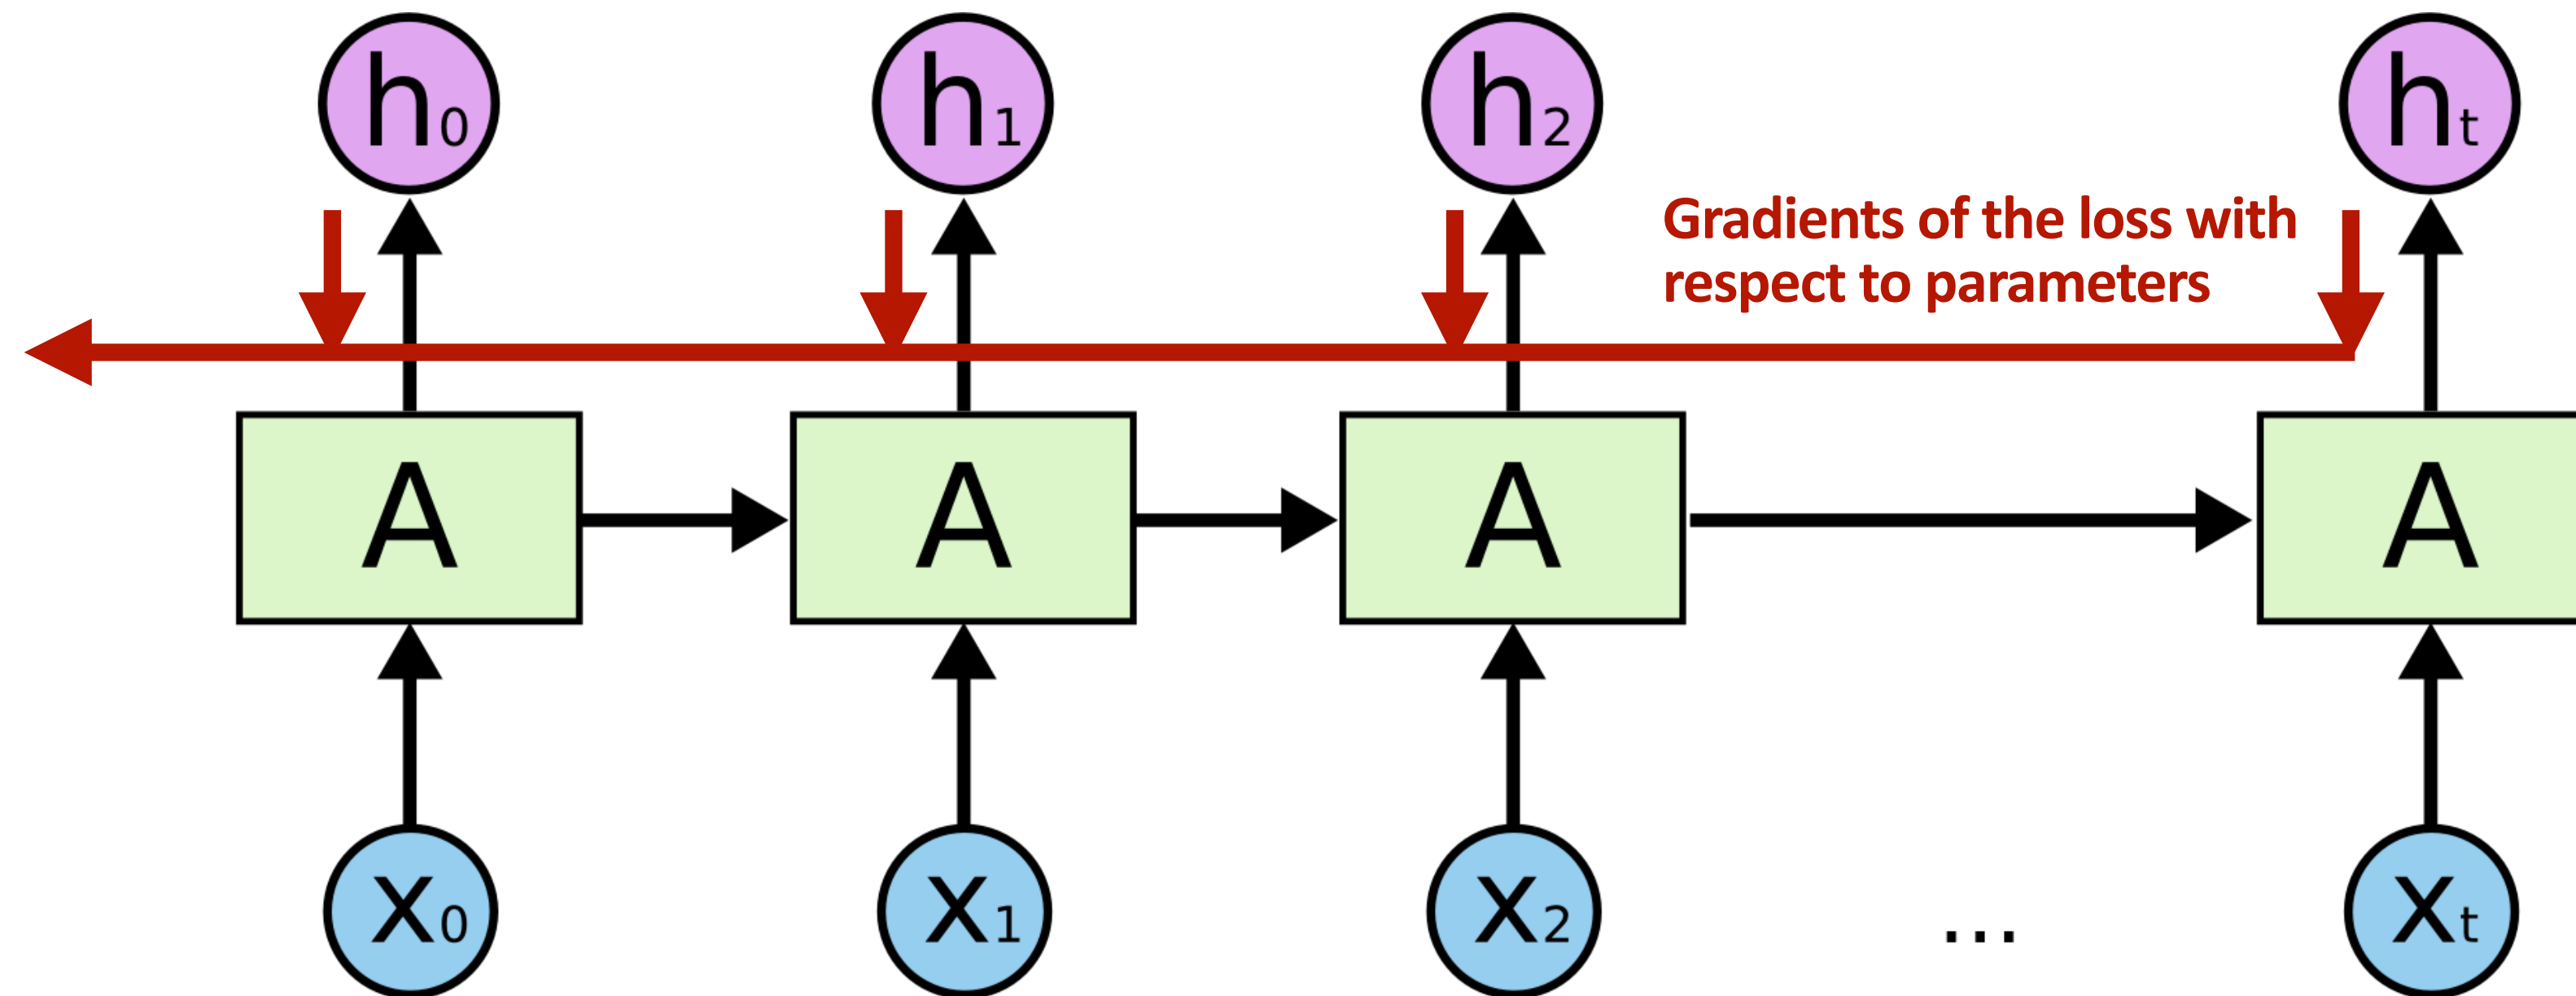 h0 h1 h2 ht
Gradients of the loss with
respect to parameters
A A A A
x0 x1 x2 ... xt